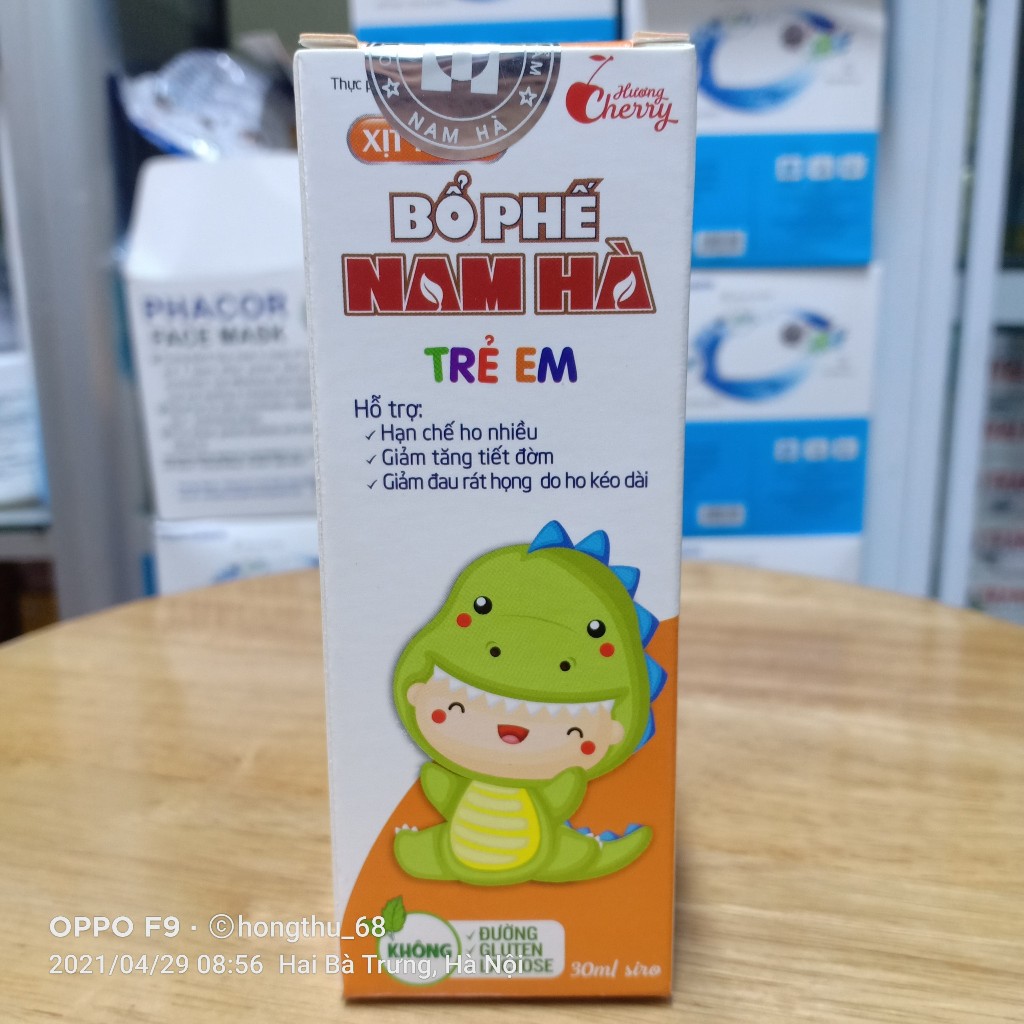 Thực
NAM HÀ
Hương
Cherry
XỊT
BỔ PHẾ
NAM HÀ
TRẺ EM
Hỗ trợ:
✓ Hạn chế ho nhiều
✓ Giảm tăng tiết đờm
✓ Giảm đau rát họng do ho kéo dài
PHACOR
FACE MASK
KHÔNG
✓ ĐƯỜNG
✓ GLUTEN
30ml siro
OPPO F9 · ©hongthu_68
2021/04/29 08:56 Hai Bà Trưng, Hà Nội